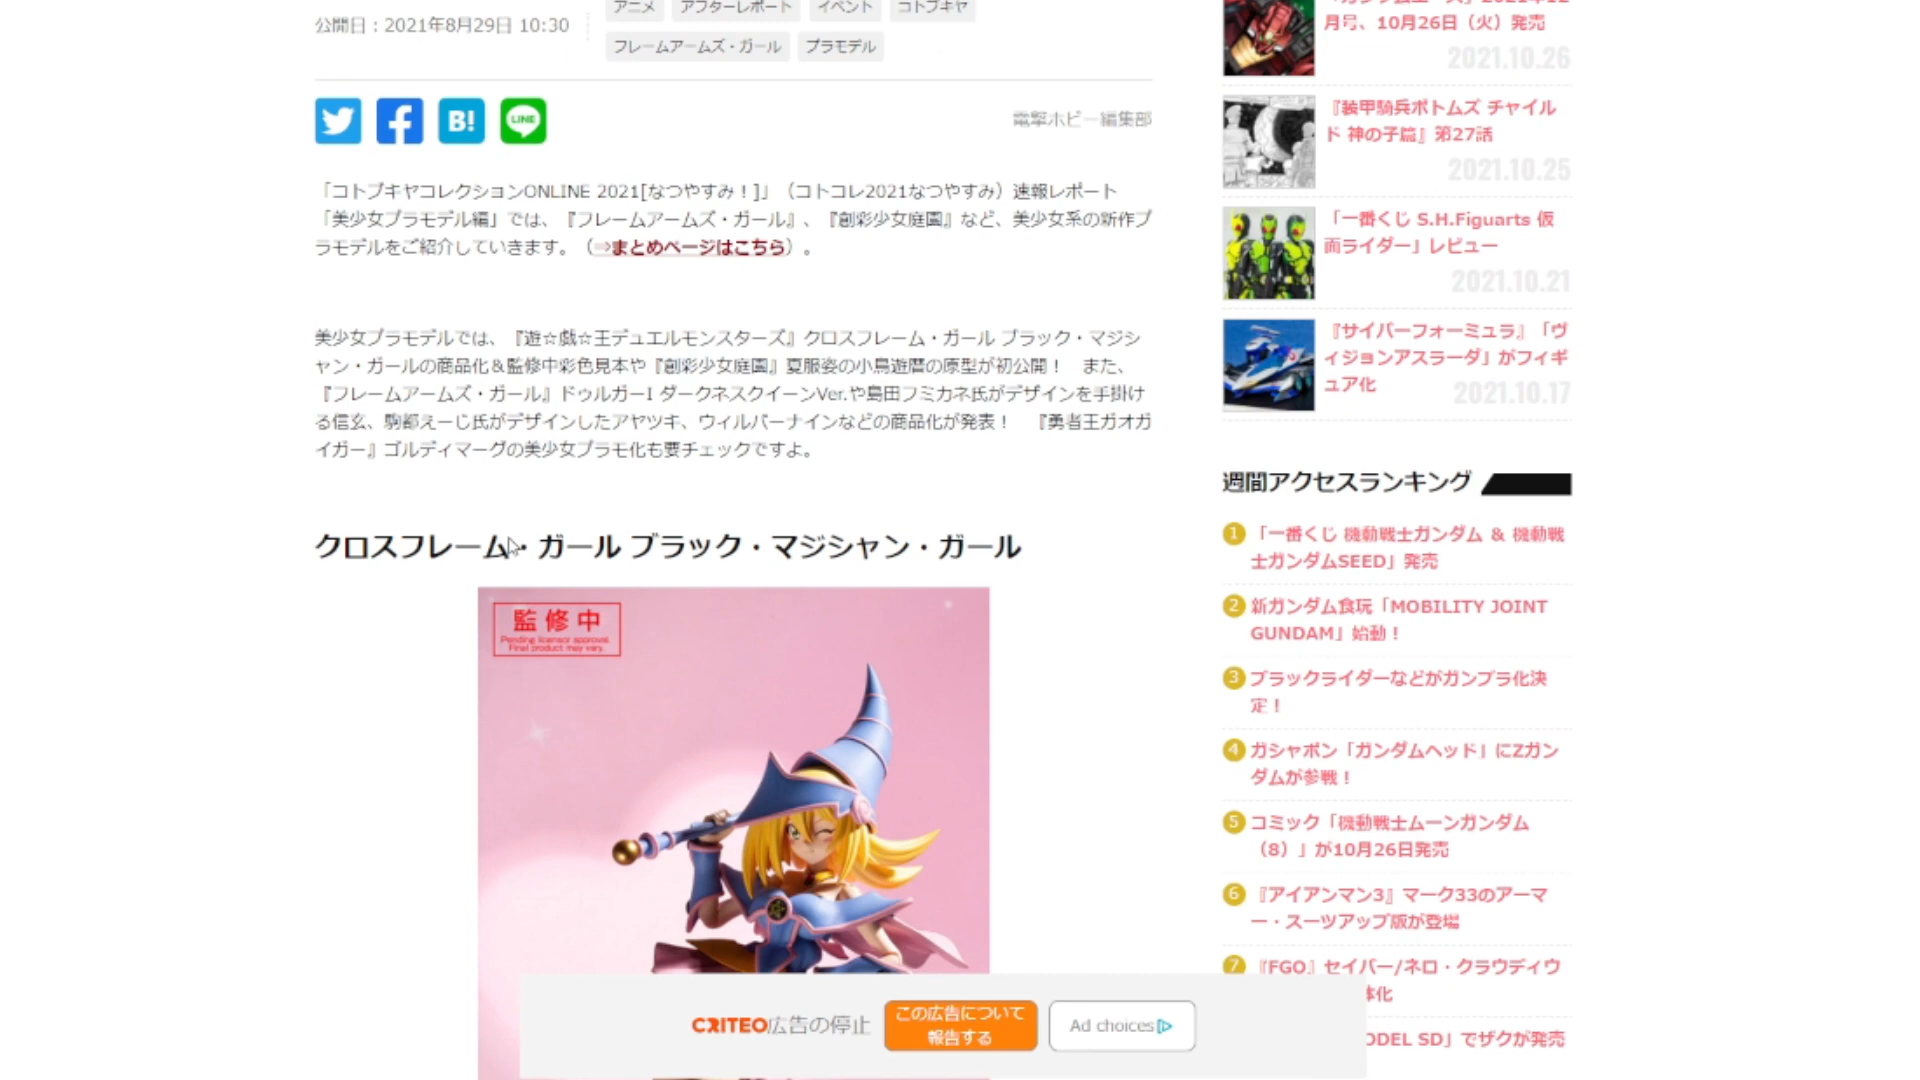 公開日：2021年8月29日 10:30
アニメ アフターレポート イベント コトブキヤ
フレームアームズ・ガール プラモデル
B!
LINE
電撃ホビー編集部
「コトブキヤコレクションONLINE 2021[なつやすみ！]」（コトコレ2021なつやすみ）速報レポート
「美少女プラモデル編」では、『フレームアームズ・ガール』、『創彩少女庭園』など、美少女系の新作プ
ラモデルをご紹介していきます。（⇒まとめページはこちら）。
美少女プラモデルでは、『遊☆戯☆王デュエルモンスターズ』クロスフレーム・ガール ブラック・マジシ
ャン・ガールの商品化＆監修中彩色見本や『創彩少女庭園』夏服姿の小鳥遊暦の原型が初公開！　また、
『フレームアームズ・ガール』ドゥルガーI ダークネスクイーンVer.や島田フミカネ氏がデザインを手掛け
る信玄、駒都えーじ氏がデザインしたアヤツキ、ウィルバーナインなどの商品化が発表！　『勇者王ガオガ
イガー』ゴルディマーグの美少女プラモ化も要チェックですよ。
クロスフレーム・ガール ブラック・マジシャン・ガール
監修中
Pending licensor approval.
Final product may vary.
CRITEO広告の停止
この広告について
報告する
Ad choices
月号、10月26日（火）発売
2021.10.26
『装甲騎兵ボトムズ チャイル
ド 神の子篇』第27話
2021.10.25
「一番くじ S.H.Figuarts 仮
面ライダー」レビュー
2021.10.21
『サイバーフォーミュラ』「ヴ
ィジョンアスラーダ」がフィギ
ュア化
2021.10.17
週間アクセスランキング
1 「一番くじ 機動戦士ガンダム ＆ 機動戦
士ガンダムSEED」発売
2 新ガンダム食玩「MOBILITY JOINT
GUNDAM」始動！
3 ブラックライダーなどがガンプラ化決
定！
4 ガシャポン「ガンダムヘッド」にZガン
ダムが参戦！
5 コミック「機動戦士ムーンガンダム
（8）」が10月26日発売
6 『アイアンマン3』マーク33のアーマ
ー・スーツアップ版が登場
7 『FGO』セイバー/ネロ・クラウディウ
体化
ODEL SD」でザクが発売